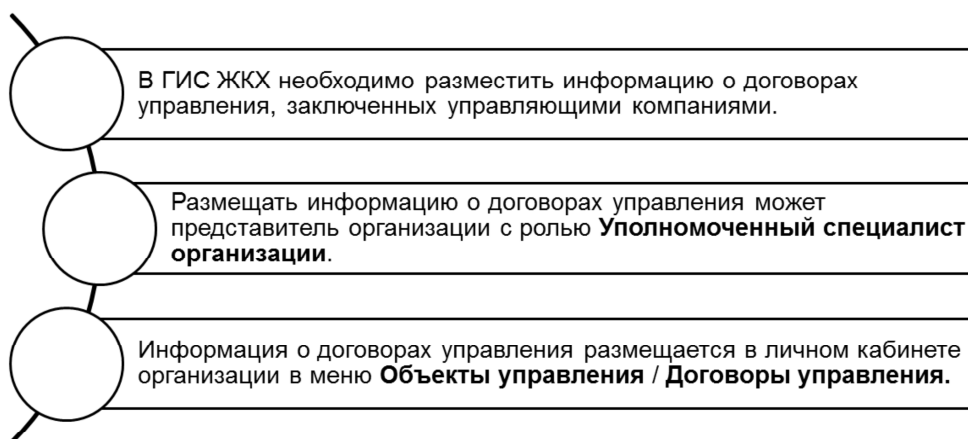 В ГИС ЖКХ необходимо разместить информацию о договорах
управления, заключенных управляющими компаниями.
Размещать информацию о договорах управления может
представитель организации с ролью Уполномоченный специалист
организации.
Информация о договорах управления размещается в личном кабинете
организации в меню Объекты управления / Договоры управления.